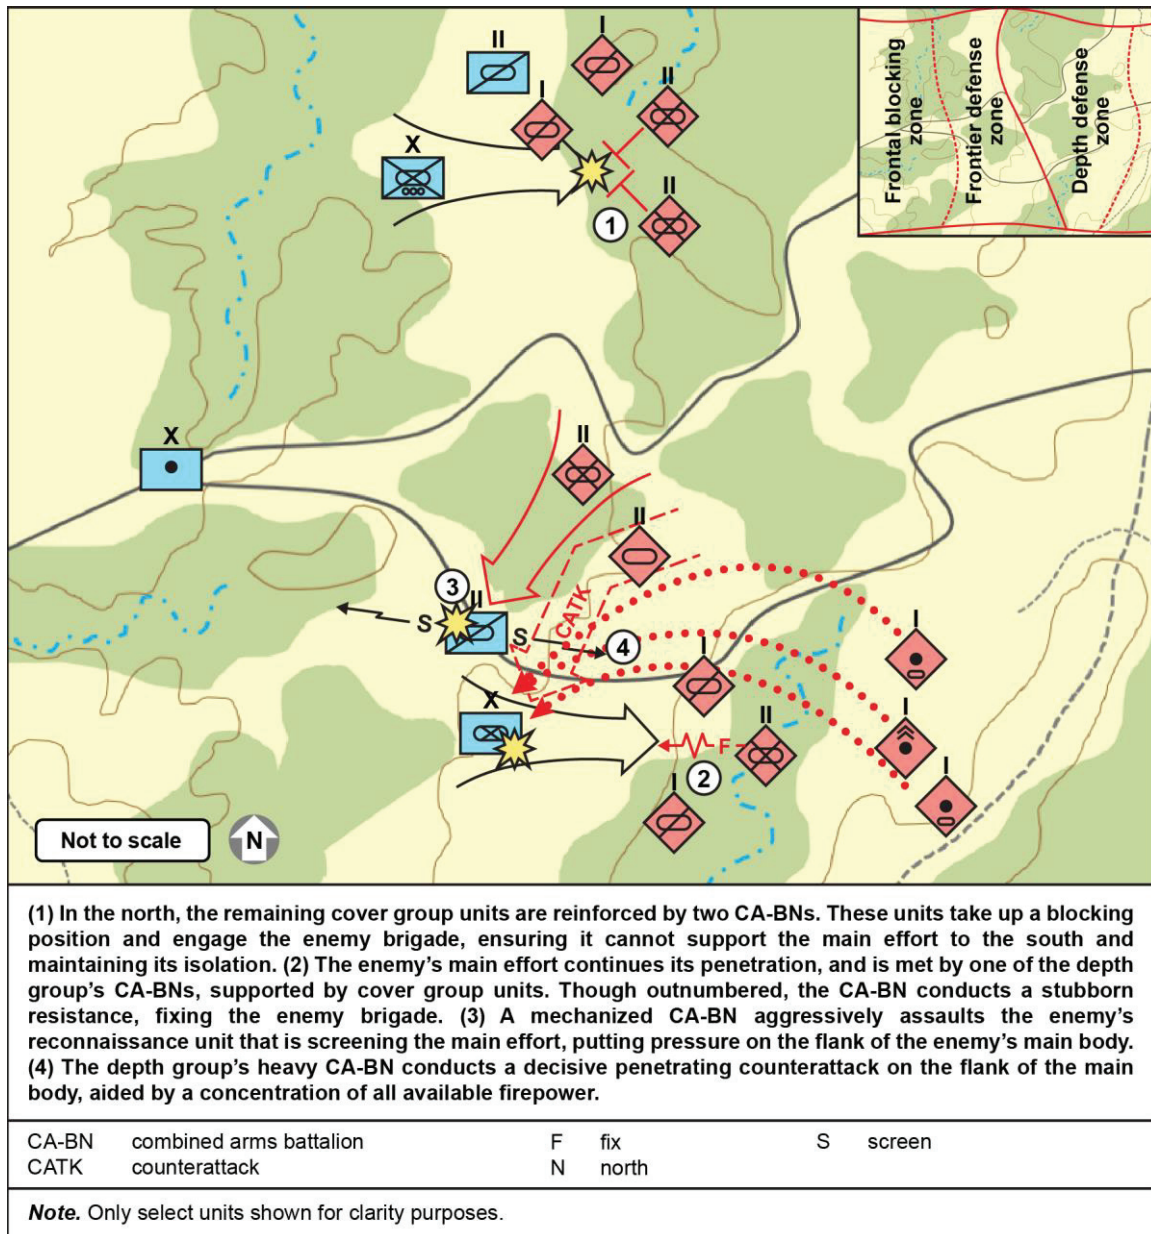 II
I
I
II
X
II
1
Frontal blocking
zone
Frontier defense
zone
Depth defense
zone
X
II
II
3
II
S
S
CATK
4
I
I
X
II
I
F
2
I
I
Not to scale
N
(1) In the north, the remaining cover group units are reinforced by two CA-BNs. These units take up a blocking
position and engage the enemy brigade, ensuring it cannot support the main effort to the south and
maintaining its isolation. (2) The enemy's main effort continues its penetration, and is met by one of the depth
group's CA-BNs, supported by cover group units. Though outnumbered, the CA-BN conducts a stubborn
resistance, fixing the enemy brigade. (3) A mechanized CA-BN aggressively assaults the enemy's
reconnaissance unit that is screening the main effort, putting pressure on the flank of the enemy's main body.
(4) The depth group's heavy CA-BN conducts a decisive penetrating counterattack on the flank of the main
body, aided by a concentration of all available firepower.
CA-BN combined arms battalion F fix S screen
CATK counterattack N north
Note. Only select units shown for clarity purposes.